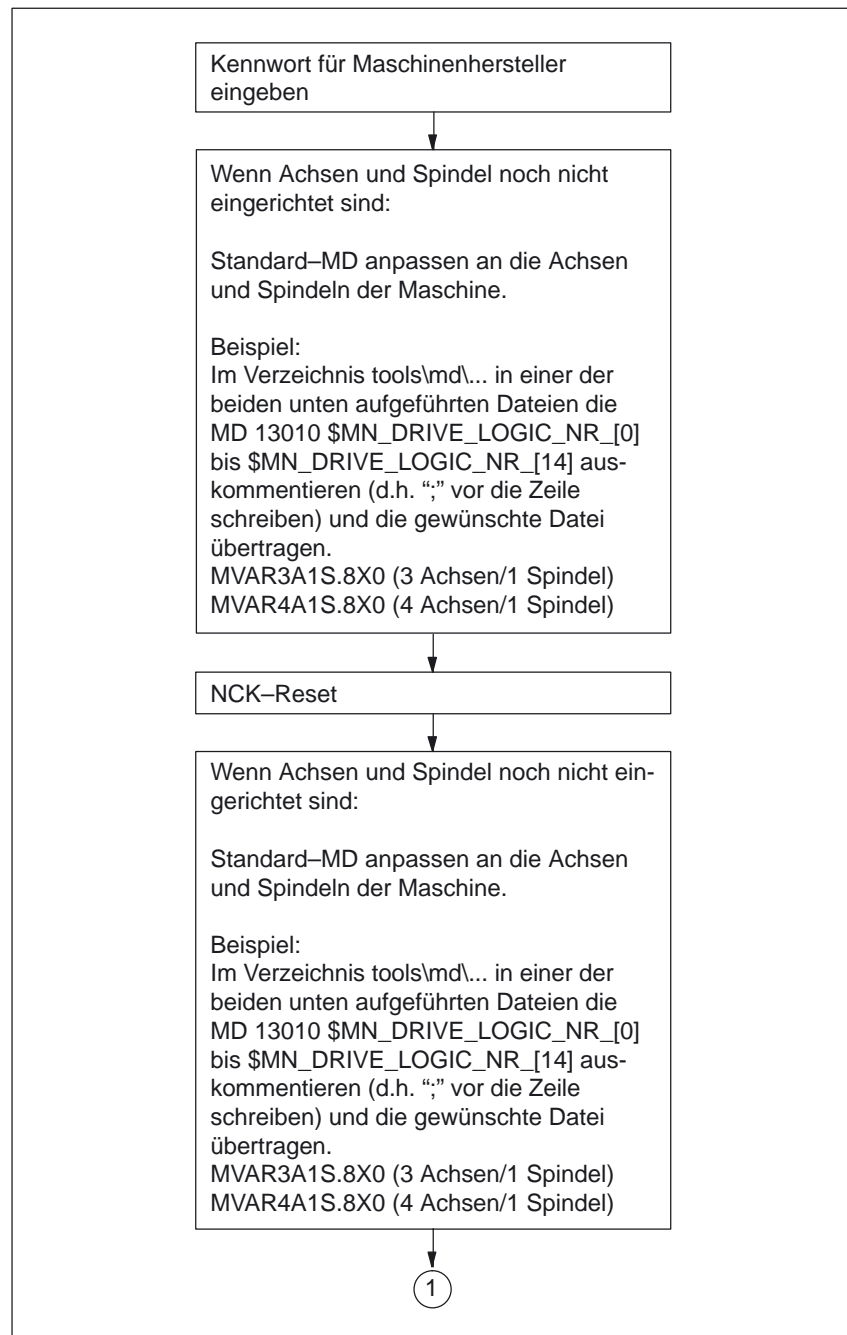 Kennwort für Maschinenhersteller
eingeben
Wenn Achsen und Spindel noch nicht
eingerichtet sind:
Standard–MD anpassen an die Achsen
und Spindeln der Maschine.
Beispiel:
Im Verzeichnis tools\md\... in einer der
beiden unten aufgeführten Dateien die
MD 13010 $MN_DRIVE_LOGIC_NR_[0]
bis $MN_DRIVE_LOGIC_NR_[14] aus-
kommentieren (d.h. “;” vor die Zeile
schreiben) und die gewünschte Datei
übertragen.
MVAR3A1S.8X0 (3 Achsen/1 Spindel)
MVAR4A1S.8X0 (4 Achsen/1 Spindel)
NCK–Reset
Wenn Achsen und Spindel noch nicht ein-
gerichtet sind:
Standard–MD anpassen an die Achsen
und Spindeln der Maschine.
Beispiel:
Im Verzeichnis tools\md\... in einer der
beiden unten aufgeführten Dateien die
MD 13010 $MN_DRIVE_LOGIC_NR_[0]
bis $MN_DRIVE_LOGIC_NR_[14] aus-
kommentieren (d.h. “;” vor die Zeile
schreiben) und die gewünschte Datei
übertragen.
MVAR3A1S.8X0 (3 Achsen/1 Spindel)
MVAR4A1S.8X0 (4 Achsen/1 Spindel)
1